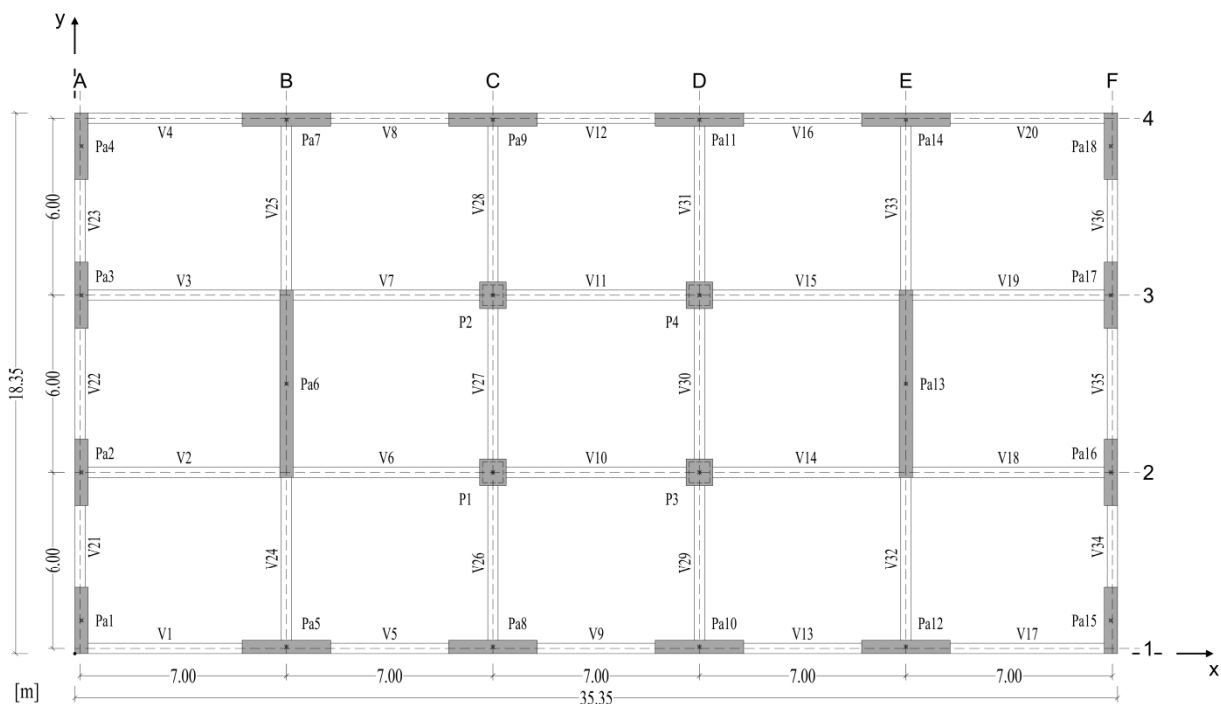 y
A B C D E F
V4 V8 V12 V16 V20
4
Pa4 Pa7 Pa9 Pa11 Pa14 Pa18
6.00
V23 V25 V28 V31 V33 V36
Pa3 V3 V7 V11 V15 V19 Pa17
3
P2 P4
18.35
6.00
V22 Pa6 V27 V30 Pa13 V35
Pa2 V2 V6 V10 V14 V18 Pa16
2
P1 P3
6.00
V21 V24 V26 V29 V32 V34
Pa1 V1 Pa5 V5 Pa8 V9 Pa10 V13 Pa12 V17 Pa15
1
x
7.00 7.00 7.00 7.00 7.00
[m] 35.35